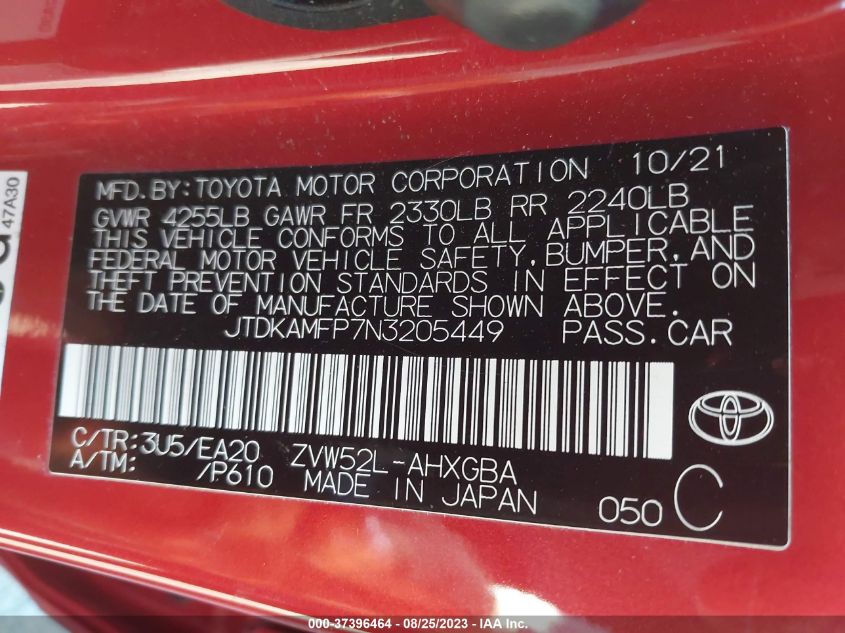 MFD. BY: TOYOTA MOTOR CORPORATION 10/21
GVWR 4255LB GAWR FR 2330LB RR 2240LB
THIS VEHICLE CONFORMS TO ALL APPLICABLE
FEDERAL MOTOR VEHICLE SAFETY, BUMPER, AND
THEFT PREVENTION STANDARDS IN EFFECT ON
THE DATE OF MANUFACTURE SHOWN ABOVE.
JTDKAMFP7N3205449 PASS. CAR
C/TR: 3U5/EA20 ZVW52L-AHXGBA
A/TM: /P610 MADE IN JAPAN
050 C
47A30
000-37396464 / 08/25/2023 - Copyright © IAA, Inc.